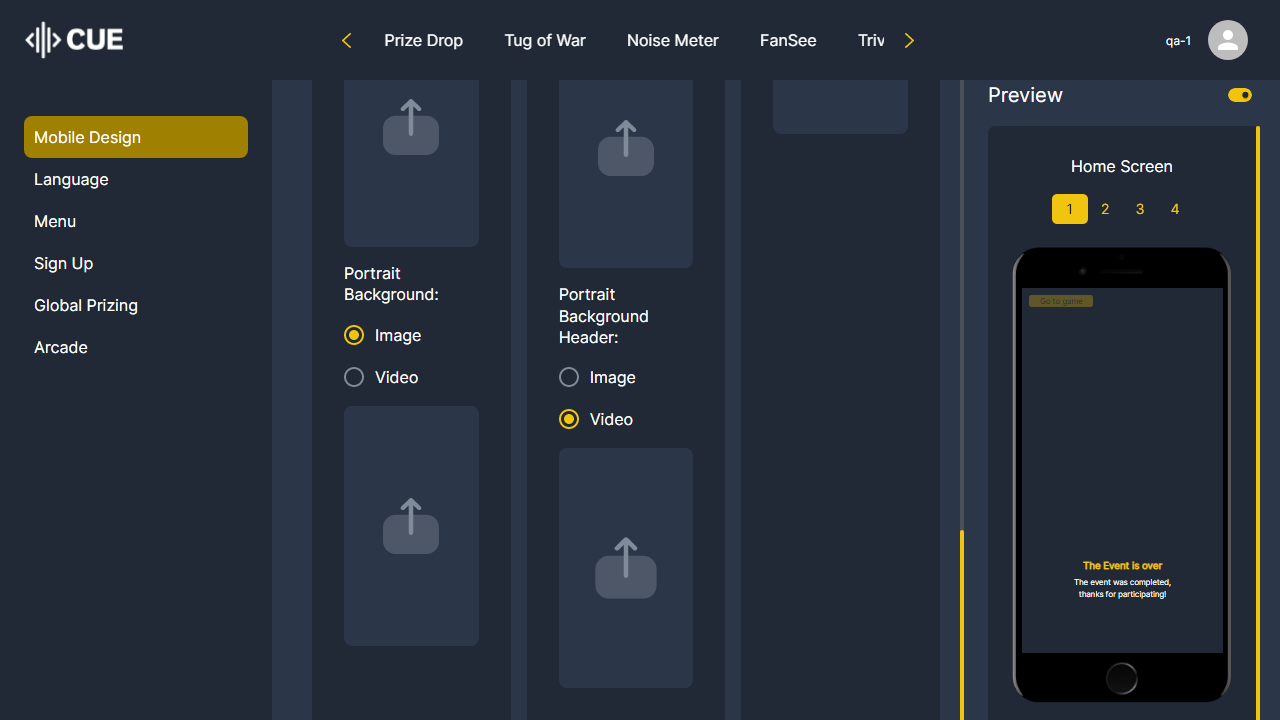 CUE
Prize Drop
Tug of War
Noise Meter
FanSee
Triv
qa-1
Mobile Design
Language
Menu
Sign Up
Global Prizing
Arcade
Portrait
Background:
Image
Video
Portrait
Background
Header:
Image
Video
Preview
Home Screen
1 2 3 4
Go to game
The Event is over
The event was completed,
thanks for participating!